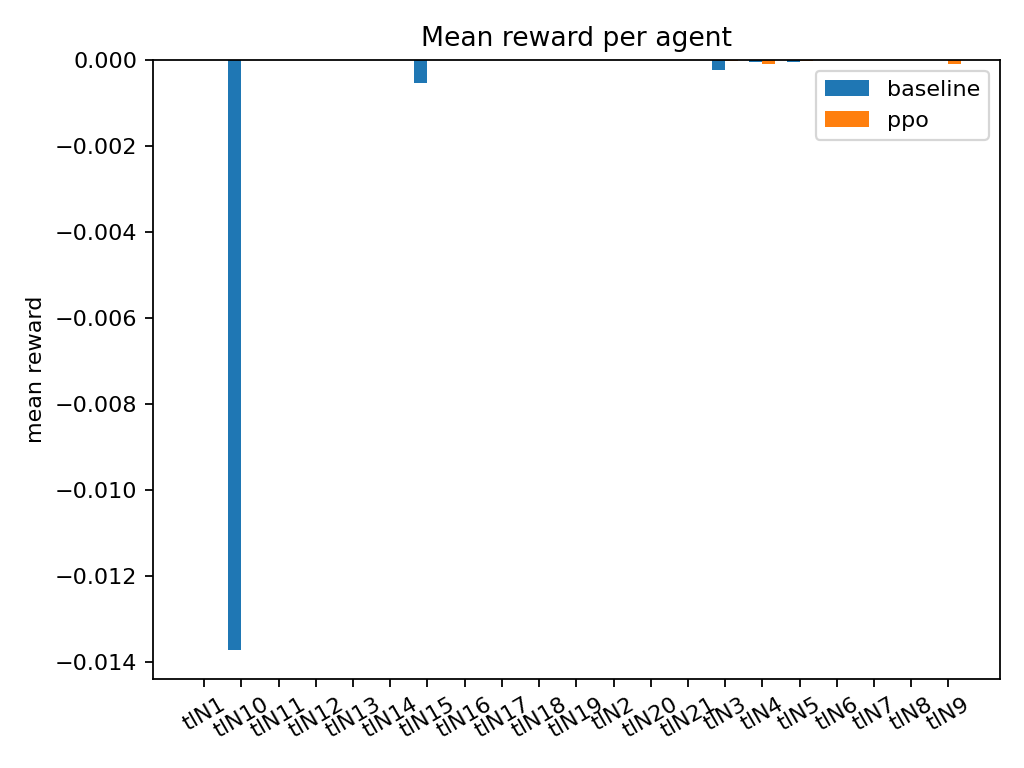 Mean reward per agent
0.000
−0.002
−0.004
−0.006
−0.008
−0.010
−0.012
−0.014
mean reward
baseline
ppo
tlN1
tlN10
tlN11
tlN12
tlN13
tlN14
tlN15
tlN16
tlN17
tlN18
tlN19
tlN2
tlN20
tlN21
tlN3
tlN4
tlN5
tlN6
tlN7
tlN8
tlN9